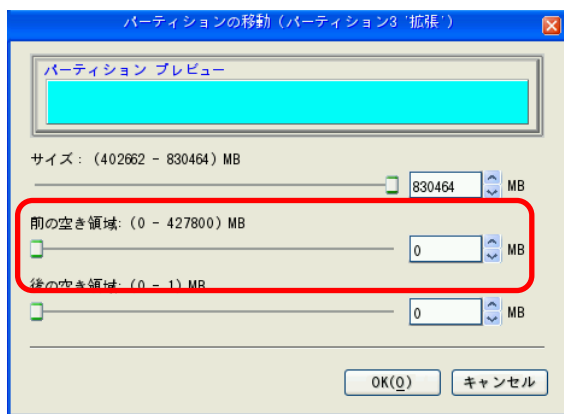 パーティションの移動 (パーティション3 '拡張')
パーティション プレビュー
サイズ: (402662 - 830464) MB
830464 MB
前の空き領域: (0 - 427800) MB
0 MB
後の空き領域: (0 - 1) MB
0 MB
OK(O) キャンセル